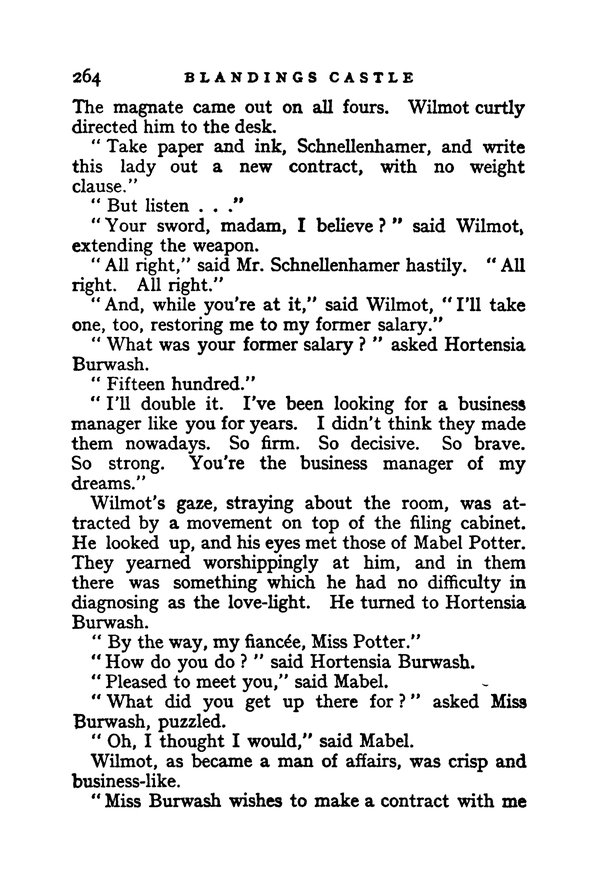 264 BLANDINGS CASTLE
The magnate came out on all fours. Wilmot curtly
directed him to the desk.
“ Take paper and ink, Schnellenhamer, and write
this lady out a new contract, with no weight
clause.”
“ But listen . . .”
“ Your sword, madam, I believe ? ” said Wilmot,
extending the weapon.
“ All right,” said Mr. Schnellenhamer hastily. “ All
right. All right.”
“ And, while you're at it,” said Wilmot, “ I'll take
one, too, restoring me to my former salary.”
“ What was your former salary ? ” asked Hortensia
Burwash.
“ Fifteen hundred.”
“ I'll double it. I've been looking for a business
manager like you for years. I didn't think they made
them nowadays. So firm. So decisive. So brave.
So strong. You're the business manager of my
dreams.”
Wilmot's gaze, straying about the room, was at-
tracted by a movement on top of the filing cabinet.
He looked up, and his eyes met those of Mabel Potter.
They yearned worshippingly at him, and in them
there was something which he had no difficulty in
diagnosing as the love-light. He turned to Hortensia
Burwash.
“ By the way, my fiancée, Miss Potter.”
“ How do you do ? ” said Hortensia Burwash.
“ Pleased to meet you,” said Mabel.
“ What did you get up there for ? ” asked Miss
Burwash, puzzled.
“ Oh, I thought I would,” said Mabel.
Wilmot, as became a man of affairs, was crisp and
business-like.
“ Miss Burwash wishes to make a contract with me